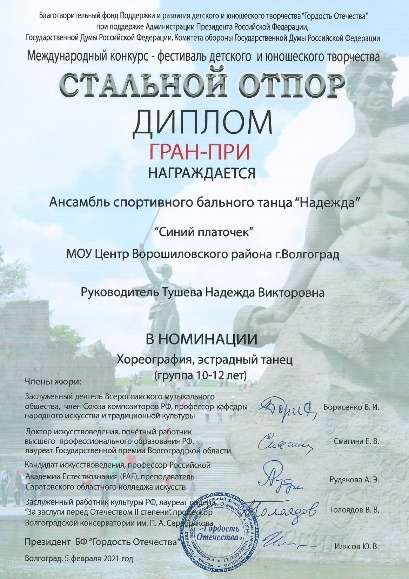 Благотворительный фонд Поддержки и развития детского и юношеского творчества "Гордость Отечества"
при поддержке Администрации Президента Российской Федерации,
Государственной Думы Российской Федерации, Комитета обороны Государственной Думы Российской Федерации
Международный конкурс - фестиваль детского и юношеского творчества
СТАЛЬНОЙ ОТПОР
ДИПЛОМ
ГРАН-ПРИ
НАГРАЖДАЕТСЯ
Ансамбль спортивного бального танца "Надежда"
"Синий платочек"
МОУ Центр Ворошиловского района г.Волгоград
Руководитель Тушева Надежда Викторовна
В НОМИНАЦИИ
Хореография, эстрадный танец
(группа 10-12 лет)
Члены жюри:
Заслуженный деятель Всероссийского музыкального
общества, член Союза композиторов РФ, профессор кафедры
народного искусства и традиционной культуры
Борисенко В. И.
Доктор искусствоведения, почётный работник
высшего профессионального образования РФ,
лауреат Государственной премии Волгоградской области
Смагина Е. В.
Кандидат искусствоведения, профессор Российской
Академии Естествознания (РАЕ), преподаватель
Саратовского областного колледжа искусств
Рудякова А. Э.
Заслуженный работник культуры РФ, лауреат ордена
"За заслуги перед Отечеством II степени", профессор
Волгоградской консерватории им. П. А. Серебрякова
Толоядов В. В.
Президент БФ "Гордость Отечества"
"Гордость
Отечества"
Иласов Ю. В.
Волгоград, 5 февраля 2021 год